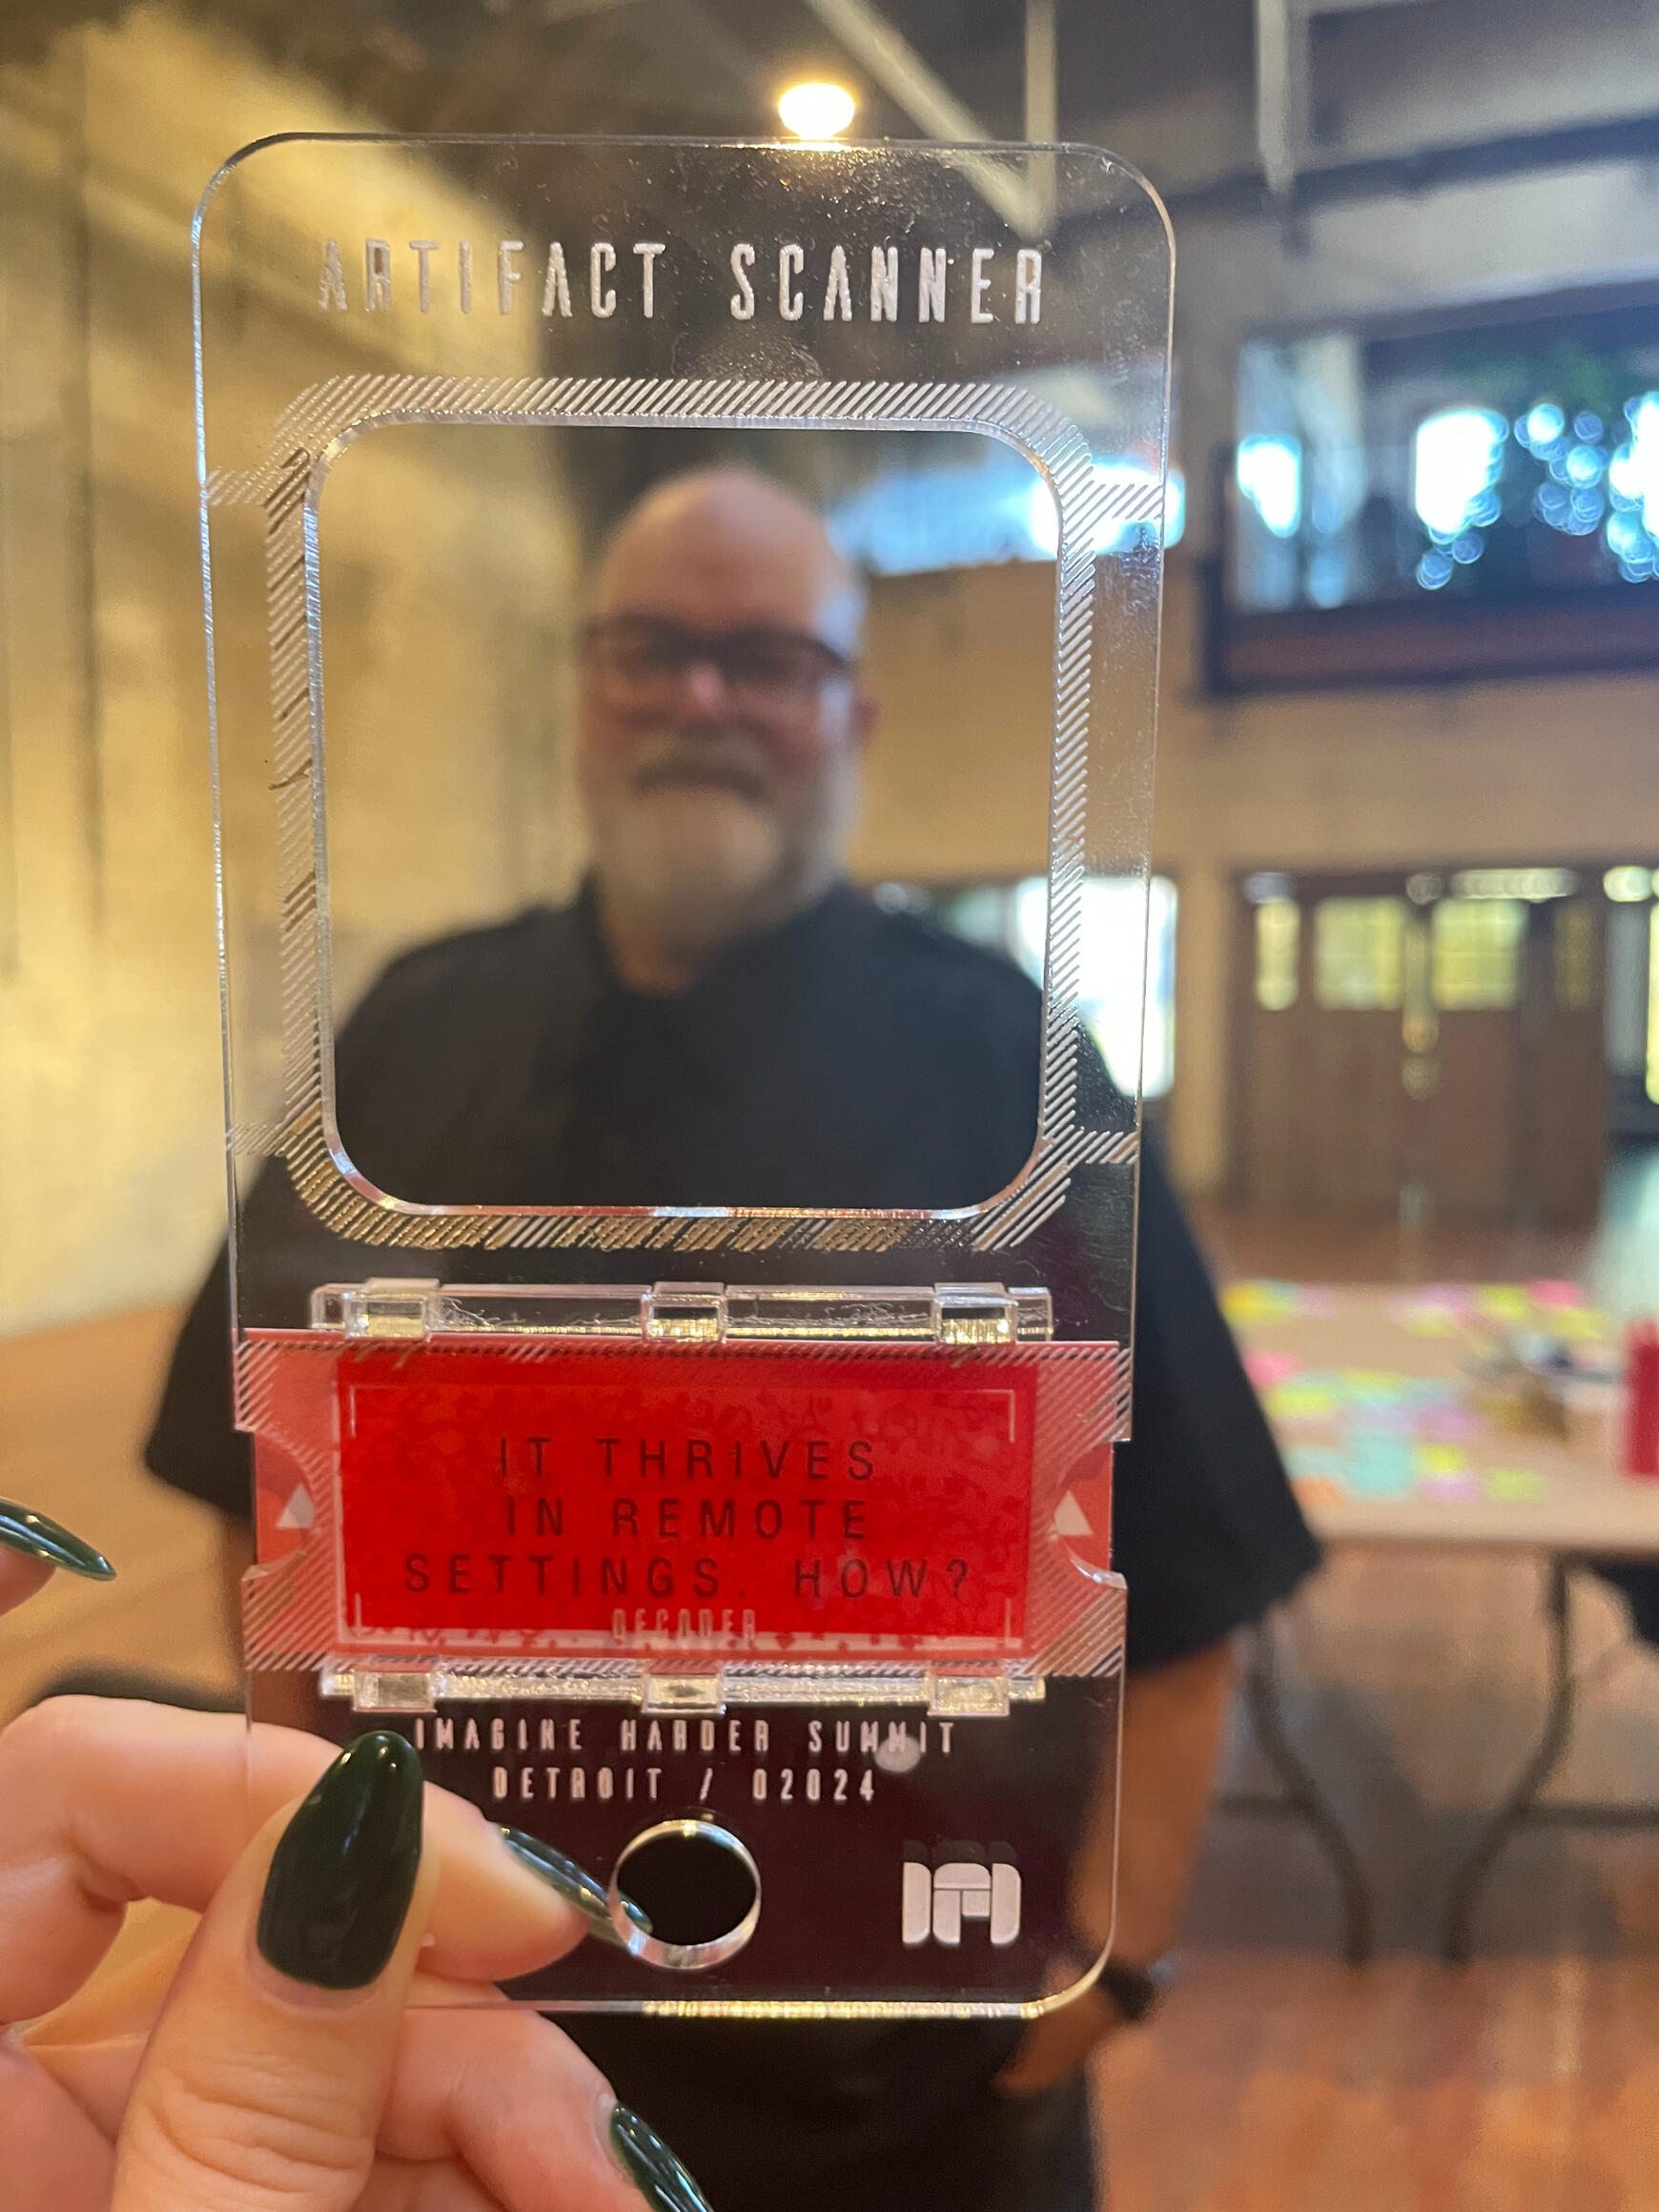 ARTIFACT SCANNER
IT THRIVES
IN REMOTE
SETTINGS. HOW?
DECODER
IMAGINE HARDER SUMMIT
DETROIT / 02024